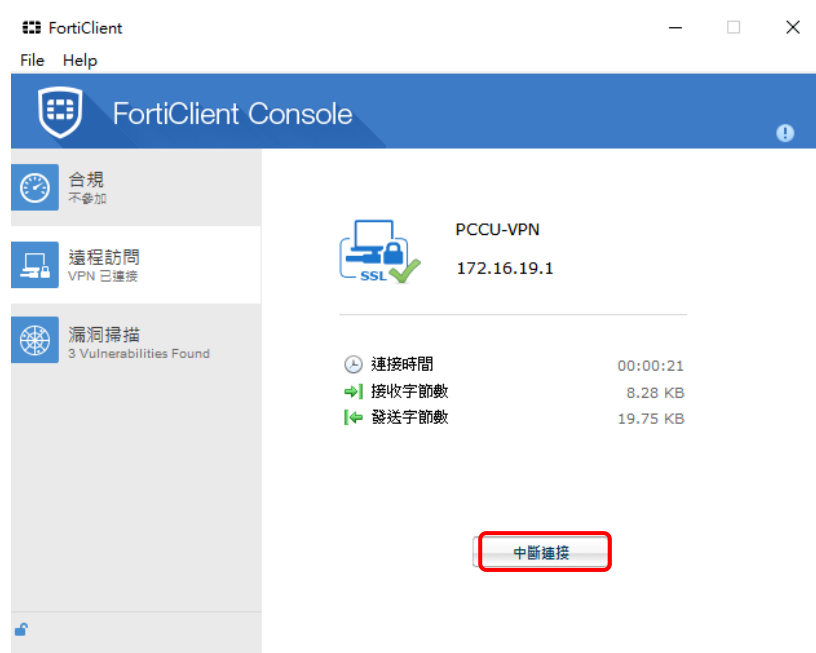 FortiClient
File Help
FortiClient Console
合規
不參加
遠程訪問
VPN 已連接
漏洞掃描
3 Vulnerabilities Found
PCCU-VPN
172.16.19.1
SSL
連接時間 00:00:21
接收字節數 8.28 KB
發送字節數 19.75 KB
中斷連接